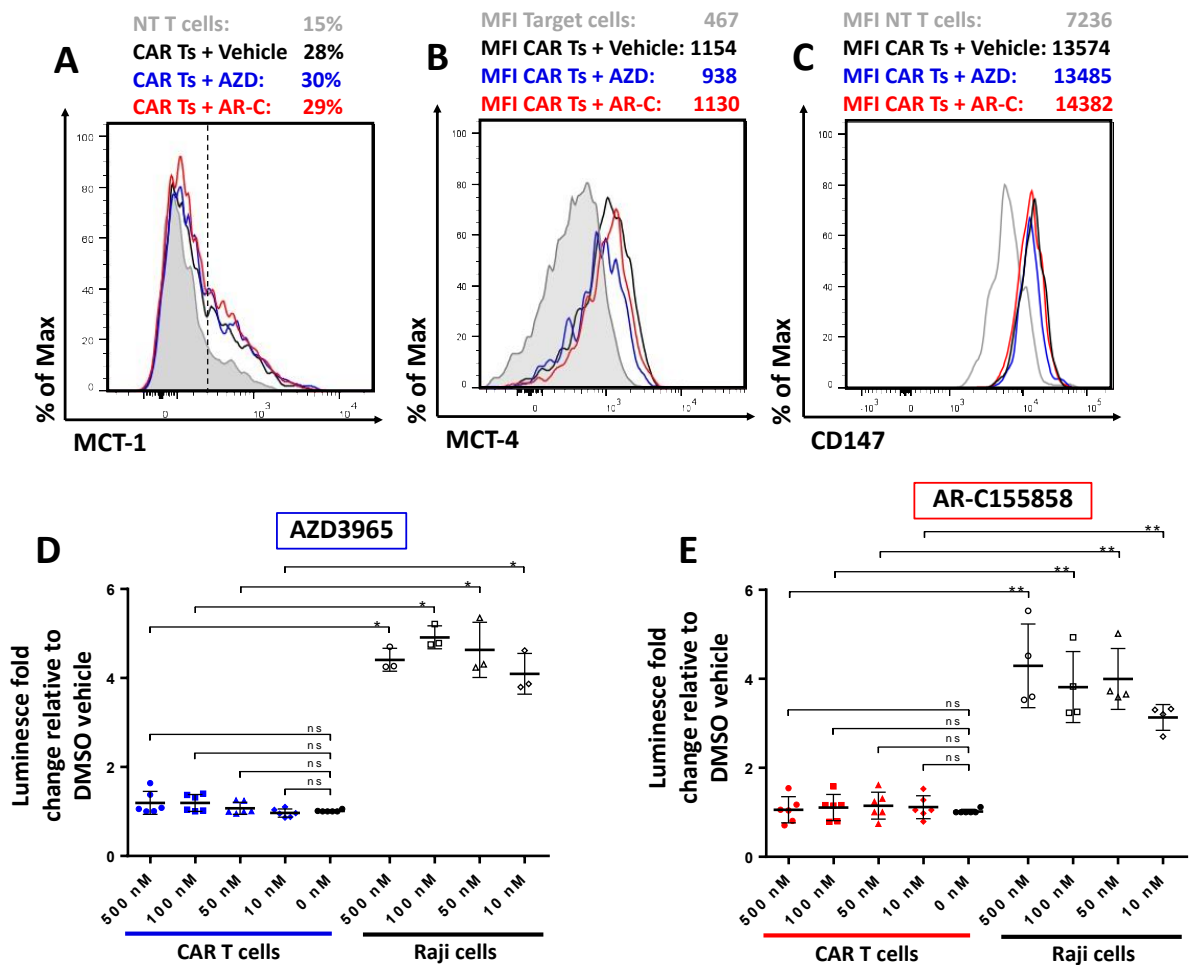 A
NT T cells: 15%
CAR Ts + Vehicle 28%
CAR Ts + AZD: 30%
CAR Ts + AR-C: 29%
% of Max
100
80
60
40
20
0
0 10^3 10^4
MCT-1
B
MFI Target cells: 467
MFI CAR Ts + Vehicle: 1154
MFI CAR Ts + AZD: 938
MFI CAR Ts + AR-C: 1130
% of Max
100
80
60
40
20
0
0 10^3 10^4
MCT-4
C
MFI NT T cells: 7236
MFI CAR Ts + Vehicle: 13574
MFI CAR Ts + AZD: 13485
MFI CAR Ts + AR-C: 14382
% of Max
100
80
60
40
20
0
-10^3 0 10^3 10^4 10^5
CD147
D
AZD3965
Luminesce fold
change relative to
DMSO vehicle
6
4
2
0
*
*
*
*
ns
ns
ns
ns
500 nM 100 nM 50 nM 10 nM 0 nM 500 nM 100 nM 50 nM 10 nM
CAR T cells Raji cells
E
AR-C155858
Luminesce fold
change relative to
DMSO vehicle
6
4
2
0
**
**
**
**
ns
ns
ns
ns
500 nM 100 nM 50 nM 10 nM 0 nM 500 nM 100 nM 50 nM 10 nM
CAR T cells Raji cells